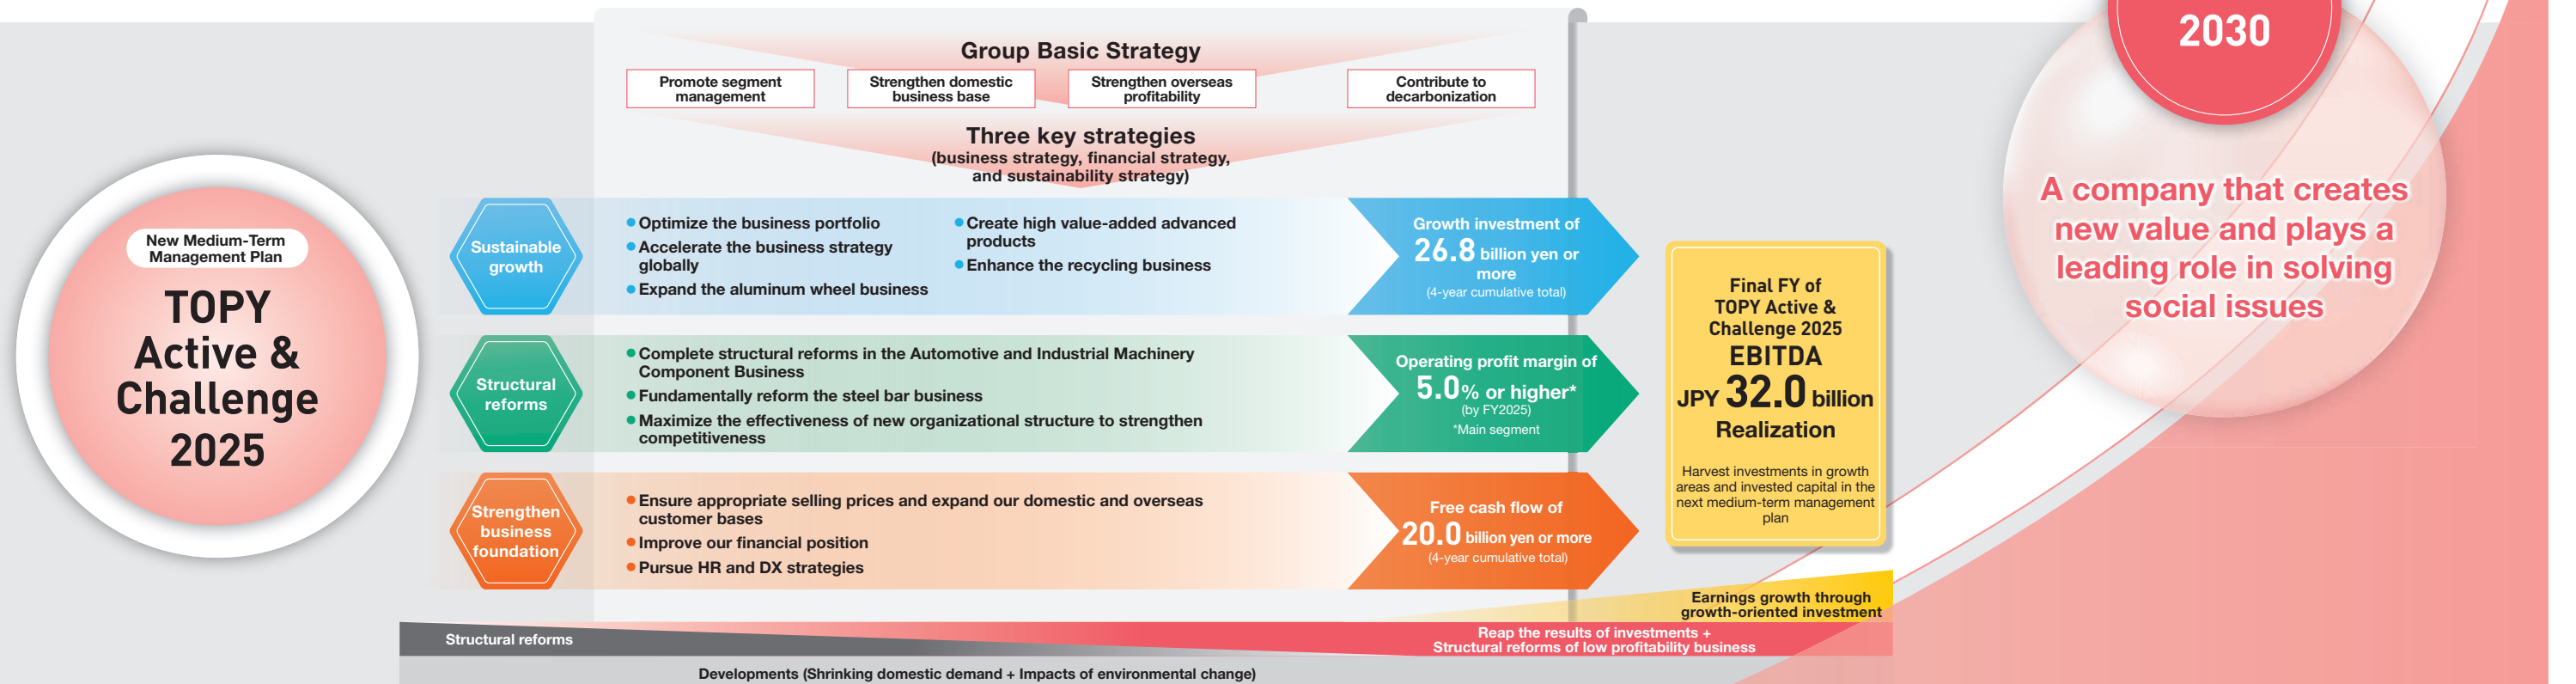 New Medium-Term
Management Plan
TOPY
Active &
Challenge
2025
Group Basic Strategy
Promote segment
management
Strengthen domestic
business base
Strengthen overseas
profitability
Contribute to
decarbonization
Three key strategies
(business strategy, financial strategy,
and sustainability strategy)
Sustainable
growth
Optimize the business portfolio
Accelerate the business strategy
globally
Expand the aluminum wheel business
Create high value-added advanced
products
Enhance the recycling business
Growth investment of
26.8 billion yen or
more
(4-year cumulative total)
Structural
reforms
Complete structural reforms in the Automotive and Industrial Machinery
Component Business
Fundamentally reform the steel bar business
Maximize the effectiveness of new organizational structure to strengthen
competitiveness
Operating profit margin of
5.0% or higher*
(by FY2025)
*Main segment
Strengthen
business
foundation
Ensure appropriate selling prices and expand our domestic and overseas
customer bases
Improve our financial position
Pursue HR and DX strategies
Free cash flow of
20.0 billion yen or more
(4-year cumulative total)
Final FY of
TOPY Active &
Challenge 2025
EBITDA
JPY 32.0 billion
Realization
Harvest investments in growth
areas and invested capital in the
next medium-term management
plan
2030
A company that creates
new value and plays a
leading role in solving
social issues
Earnings growth through
growth-oriented investment
Structural reforms
Reap the results of investments +
Structural reforms of low profitability business
Developments (Shrinking domestic demand + Impacts of environmental change)